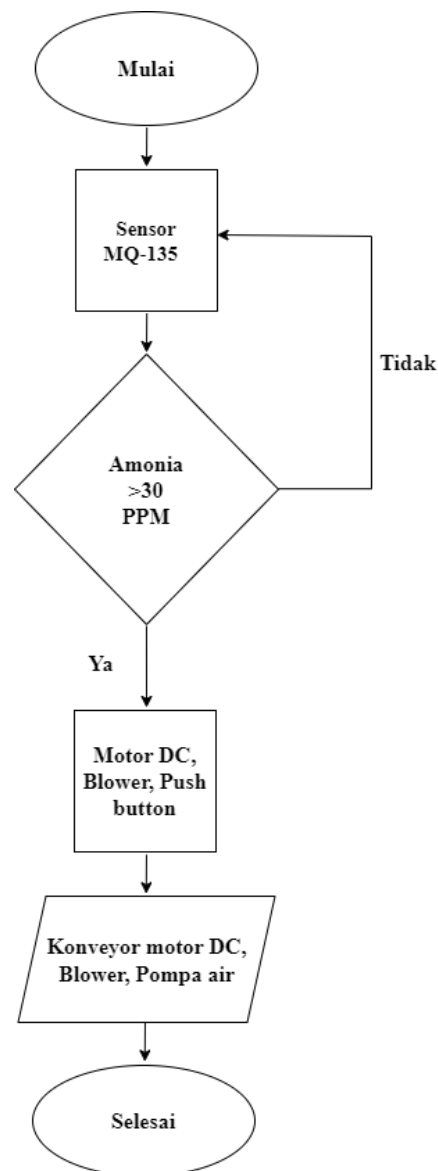 Mulai
Sensor
MQ-135
Tidak
Amonia
>30
PPM
Ya
Motor DC,
Blower, Push
button
Konveyor motor DC,
Blower, Pompa air
Selesai